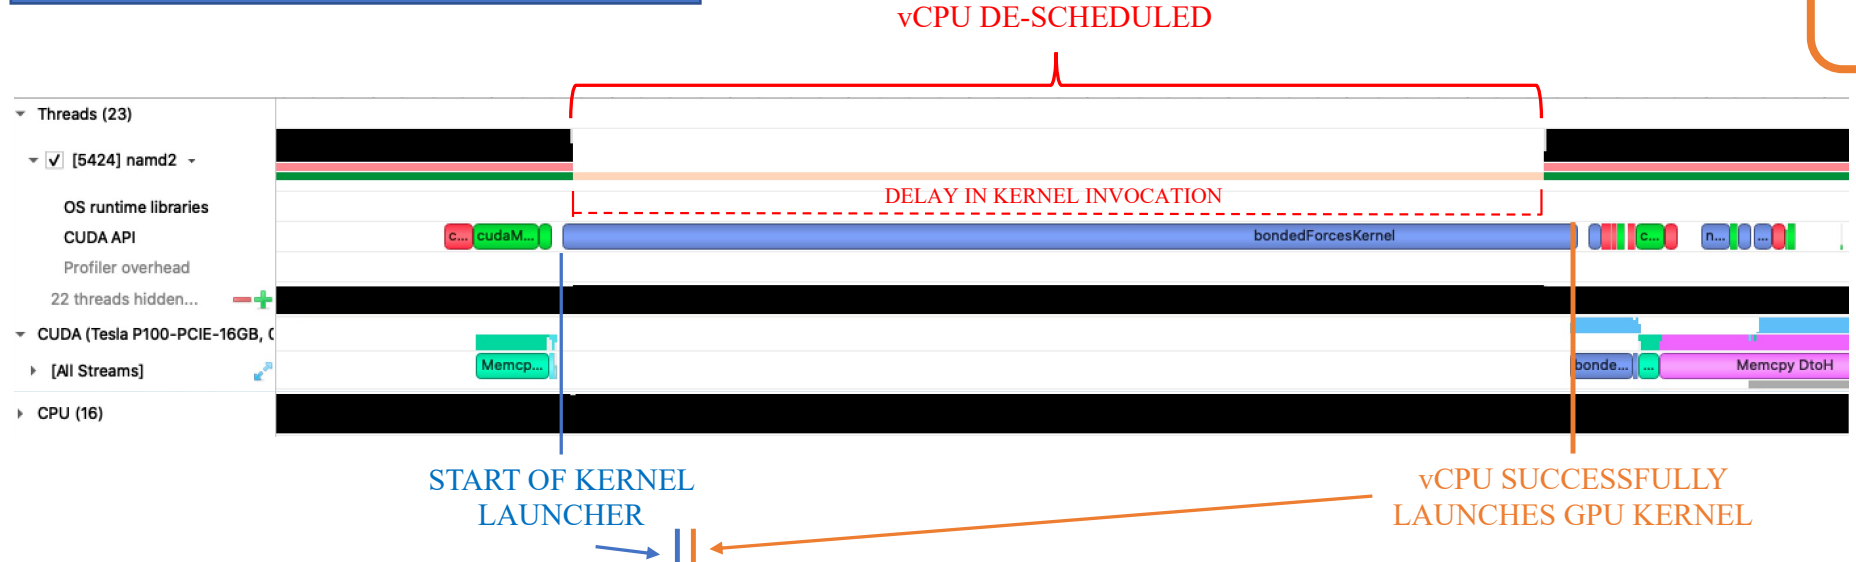 vCPU DE-SCHEDULED
Threads (23)
[5424] namd2
DELAY IN KERNEL INVOCATION
OS runtime libraries
CUDA API
c...
cudaM...
bondedForcesKernel
c...
n...
...
Profiler overhead
22 threads hidden...
CUDA (Tesla P100-PCIE-16GB, 0
[All Streams]
Memcp...
bonde...
...
Memcpy DtoH
CPU (16)
START OF KERNEL
LAUNCHER
vCPU SUCCESSFULLY
LAUNCHES GPU KERNEL